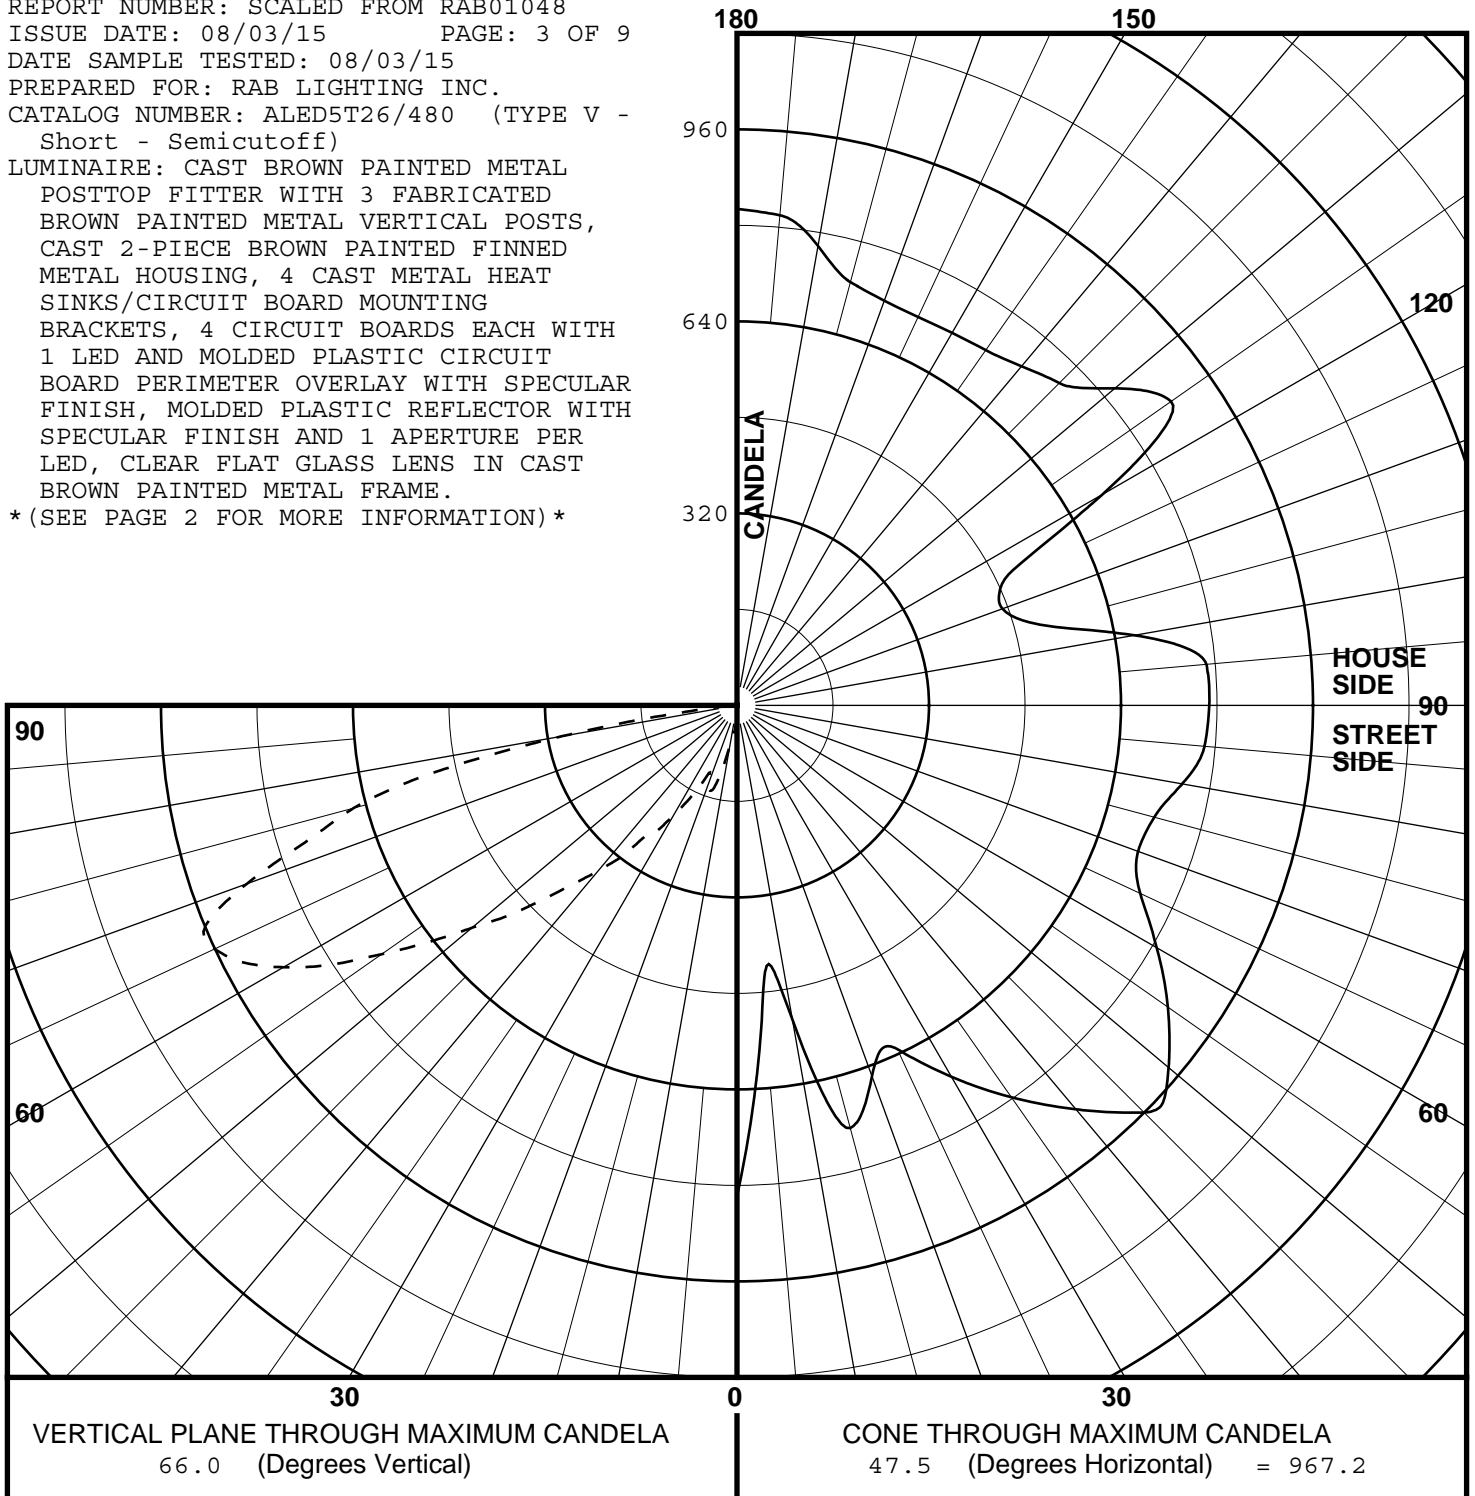 REPORT NUMBER: SCALED FROM RAB01048
ISSUE DATE: 08/03/15 PAGE: 3 OF 9
DATE SAMPLE TESTED: 08/03/15
PREPARED FOR: RAB LIGHTING INC.
CATALOG NUMBER: ALED5T26/480 (TYPE V -
Short - Semicutoff)
LUMINAIRE: CAST BROWN PAINTED METAL
POSTTOP FITTER WITH 3 FABRICATED
BROWN PAINTED METAL VERTICAL POSTS,
CAST 2-PIECE BROWN PAINTED FINNED
METAL HOUSING, 4 CAST METAL HEAT
SINKS/CIRCUIT BOARD MOUNTING
BRACKETS, 4 CIRCUIT BOARDS EACH WITH
1 LED AND MOLDED PLASTIC CIRCUIT
BOARD PERIMETER OVERLAY WITH SPECULAR
FINISH, MOLDED PLASTIC REFLECTOR WITH
SPECULAR FINISH AND 1 APERTURE PER
LED, CLEAR FLAT GLASS LENS IN CAST
BROWN PAINTED METAL FRAME.
*(SEE PAGE 2 FOR MORE INFORMATION)*
180
150
960
120
640
CANDELA
320
HOUSE
SIDE
90
90
STREET
SIDE
60
60
30
0
30
VERTICAL PLANE THROUGH MAXIMUM CANDELA
66.0 (Degrees Vertical)
CONE THROUGH MAXIMUM CANDELA
47.5 (Degrees Horizontal) = 967.2